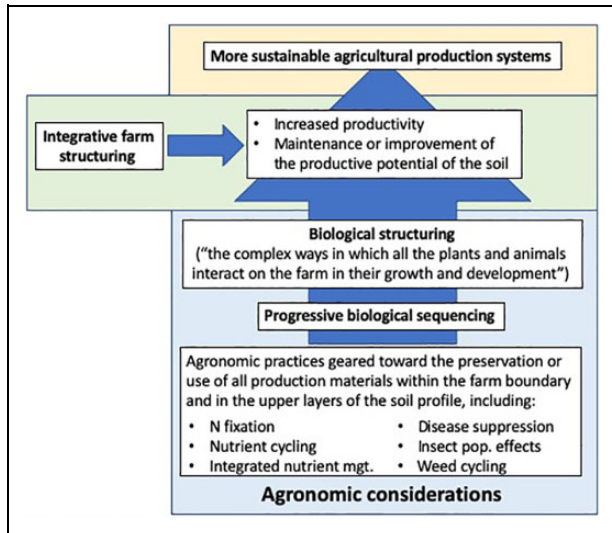 More sustainable agricultural production systems
Integrative farm
structuring
• Increased productivity
• Maintenance or improvement of
the productive potential of the soil
Biological structuring
(“the complex ways in which all the plants and animals
interact on the farm in their growth and development”)
Progressive biological sequencing
Agronomic practices geared toward the preservation or
use of all production materials within the farm boundary
and in the upper layers of the soil profile, including:
• N fixation
• Nutrient cycling
• Integrated nutrient mgt.
• Disease suppression
• Insect pop. effects
• Weed cycling
Agronomic considerations